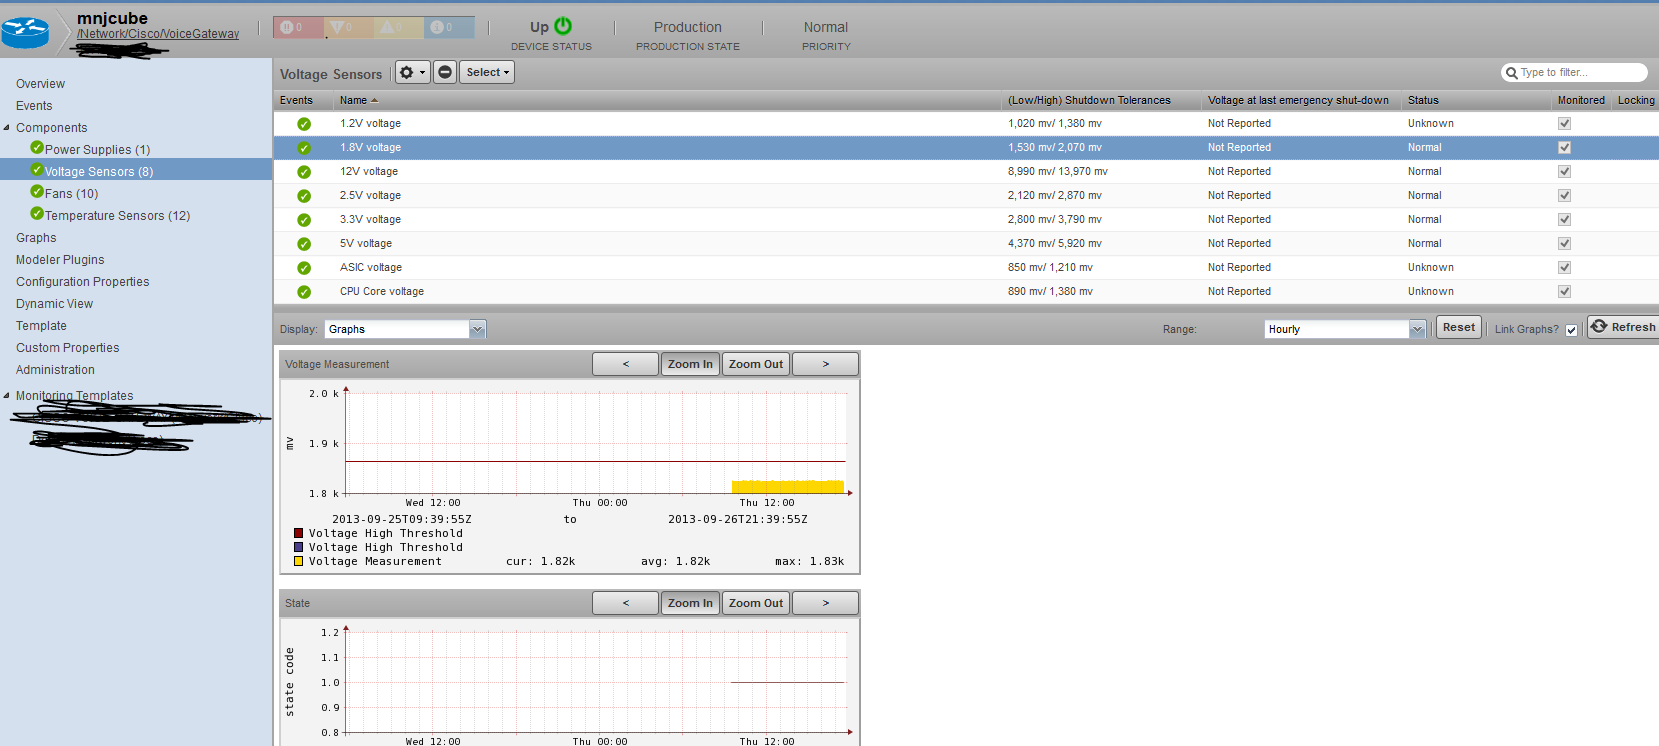 mnjcube
/Network/Cisco/VoiceGateway
0 0 0 0
Up
DEVICE STATUS
Production
PRODUCTION STATE
Normal
PRIORITY
Overview
Events
Components
Power Supplies (1)
Voltage Sensors (8)
Fans (10)
Temperature Sensors (12)
Graphs
Modeler Plugins
Configuration Properties
Dynamic View
Template
Custom Properties
Administration
Monitoring Templates
Voltage Sensors Select Type to filter...
Events Name (Low/High) Shutdown Tolerances Voltage at last emergency shut-down Status Monitored Locking
1.2V voltage 1,020 mv/ 1,380 mv Not Reported Unknown
1.8V voltage 1,530 mv/ 2,070 mv Not Reported Normal
12V voltage 8,990 mv/ 13,970 mv Not Reported Normal
2.5V voltage 2,120 mv/ 2,870 mv Not Reported Normal
3.3V voltage 2,800 mv/ 3,790 mv Not Reported Normal
5V voltage 4,370 mv/ 5,920 mv Not Reported Normal
ASIC voltage 850 mv/ 1,210 mv Not Reported Unknown
CPU Core voltage 890 mv/ 1,380 mv Not Reported Unknown
Display: Graphs Range: Hourly Reset Link Graphs? Refresh
Voltage Measurement < Zoom In Zoom Out >
2.0 k
1.9 k
1.8 k
mv
Wed 12:00 Thu 00:00 Thu 12:00
2013-09-25T09:39:55Z to 2013-09-26T21:39:55Z
Voltage High Threshold
Voltage High Threshold
Voltage Measurement cur: 1.82k avg: 1.82k max: 1.83k
State < Zoom In Zoom Out >
1.2
1.1
1.0
0.9
0.8
state code
Wed 12:00 Thu 00:00 Thu 12:00